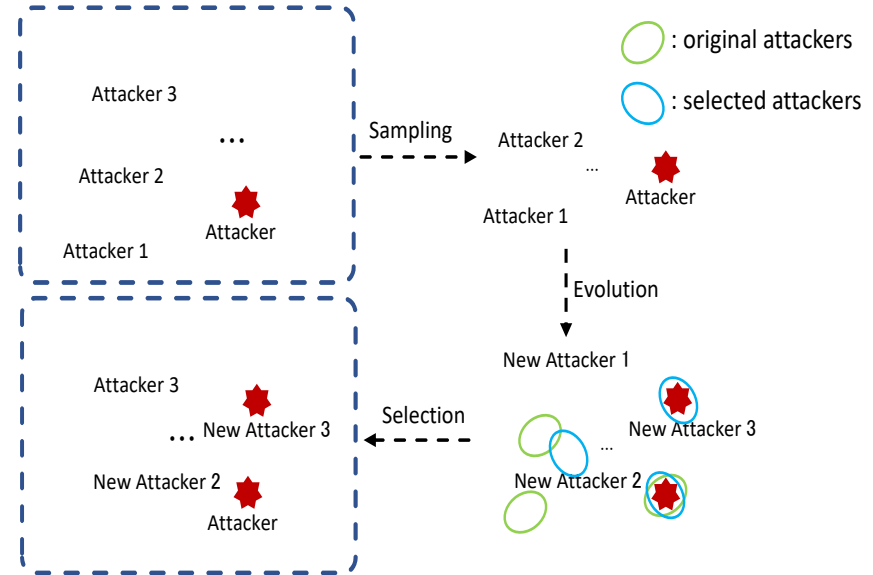 : original attackers
: selected attackers
Attacker 3
...
Attacker 2
Attacker
Attacker 1
Sampling
Attacker 2
...
Attacker
Attacker 1
Evolution
New Attacker 1
New Attacker 3
...
New Attacker 2
Selection
Attacker 3
New Attacker 3
...
New Attacker 2
Attacker